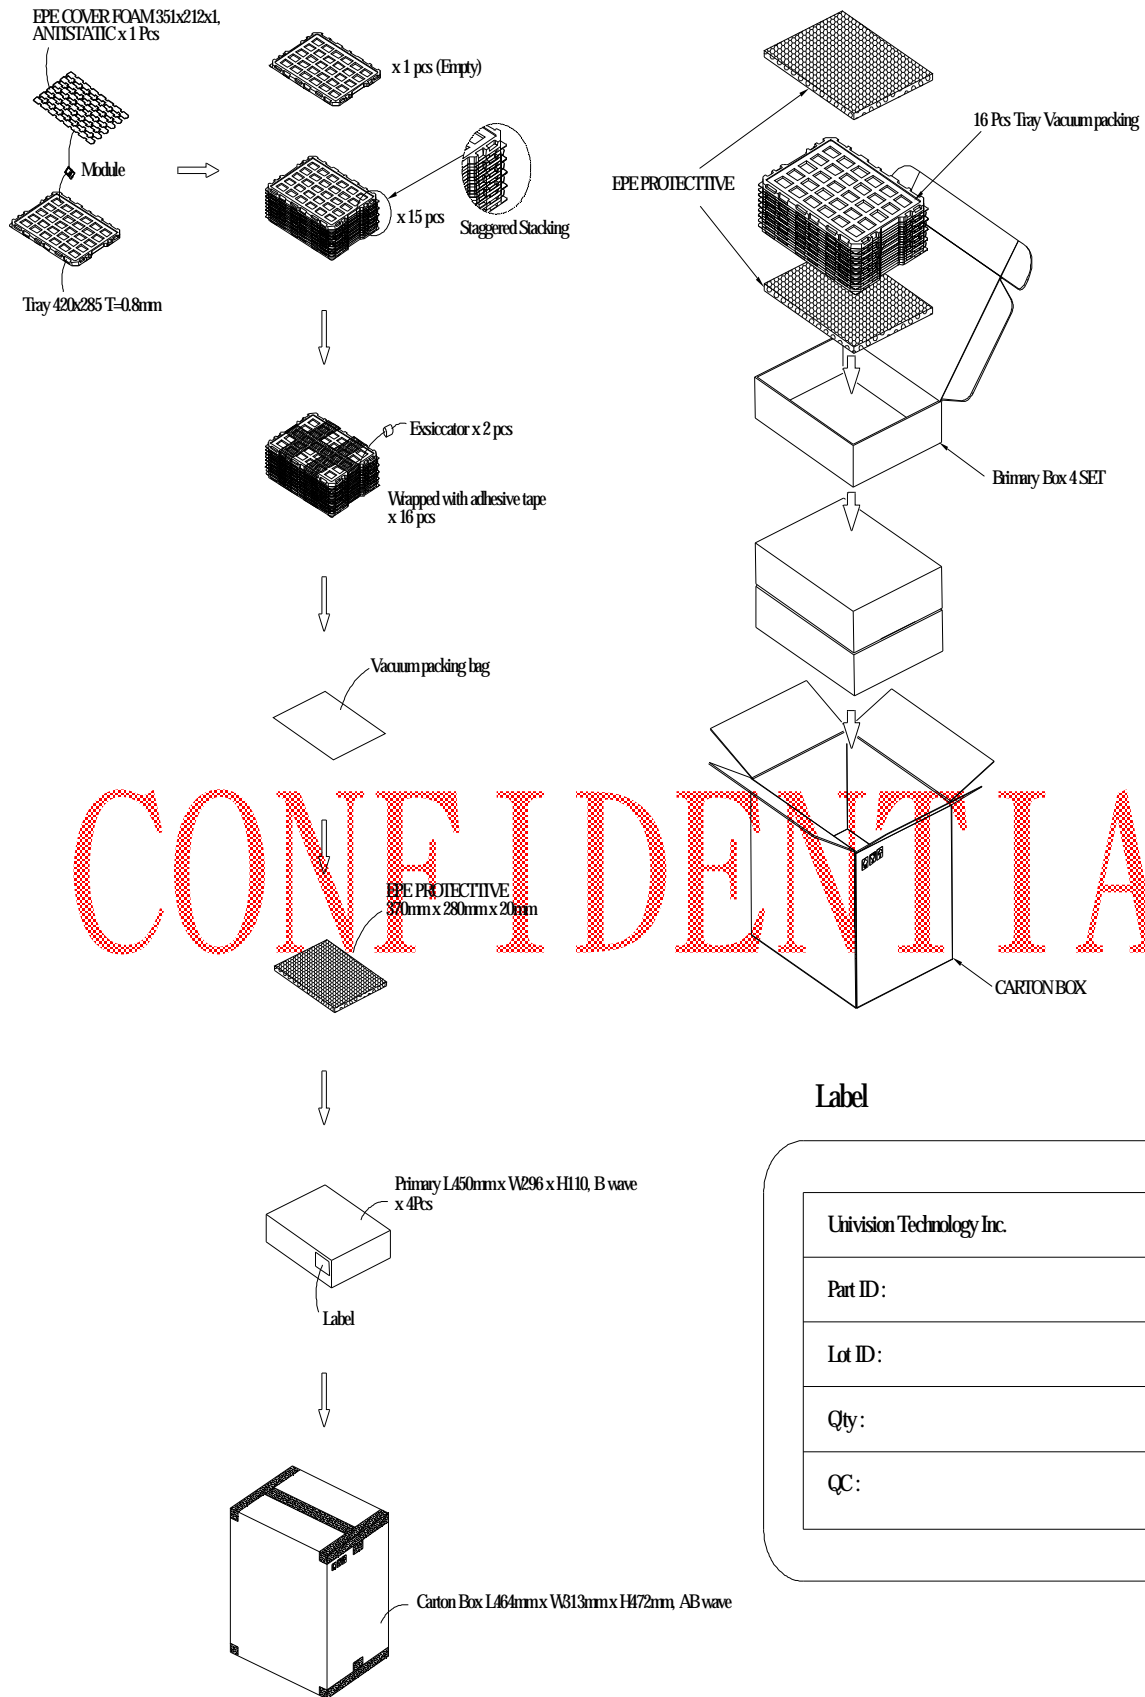 EPE COVER FOAM 351x212x1,
ANTISTATIC x 1 Pcs
Module
Tray 420x285 T=0.8mm
x 1 pcs (Empty)
x 15 pcs
Staggered Stacking
Exsiccator x 2 pcs
Wrapped with adhesive tape
x 16 pcs
Vacuum packing bag
EPE PROTECTTIVE
370mm x 280mm x 20mm
Primary L450mm x W296 x H110, B wave
x 4Pcs
Label
Carton Box L464mm x W313mm x H472mm, AB wave
16 Pcs Tray Vacuum packing
EPE PROTECTTIVE
Brimary Box 4 SET
CARTON BOX
CONFIDENTIA
Label
Univision Technology Inc.
Part ID :
Lot ID :
Qty :
QC :